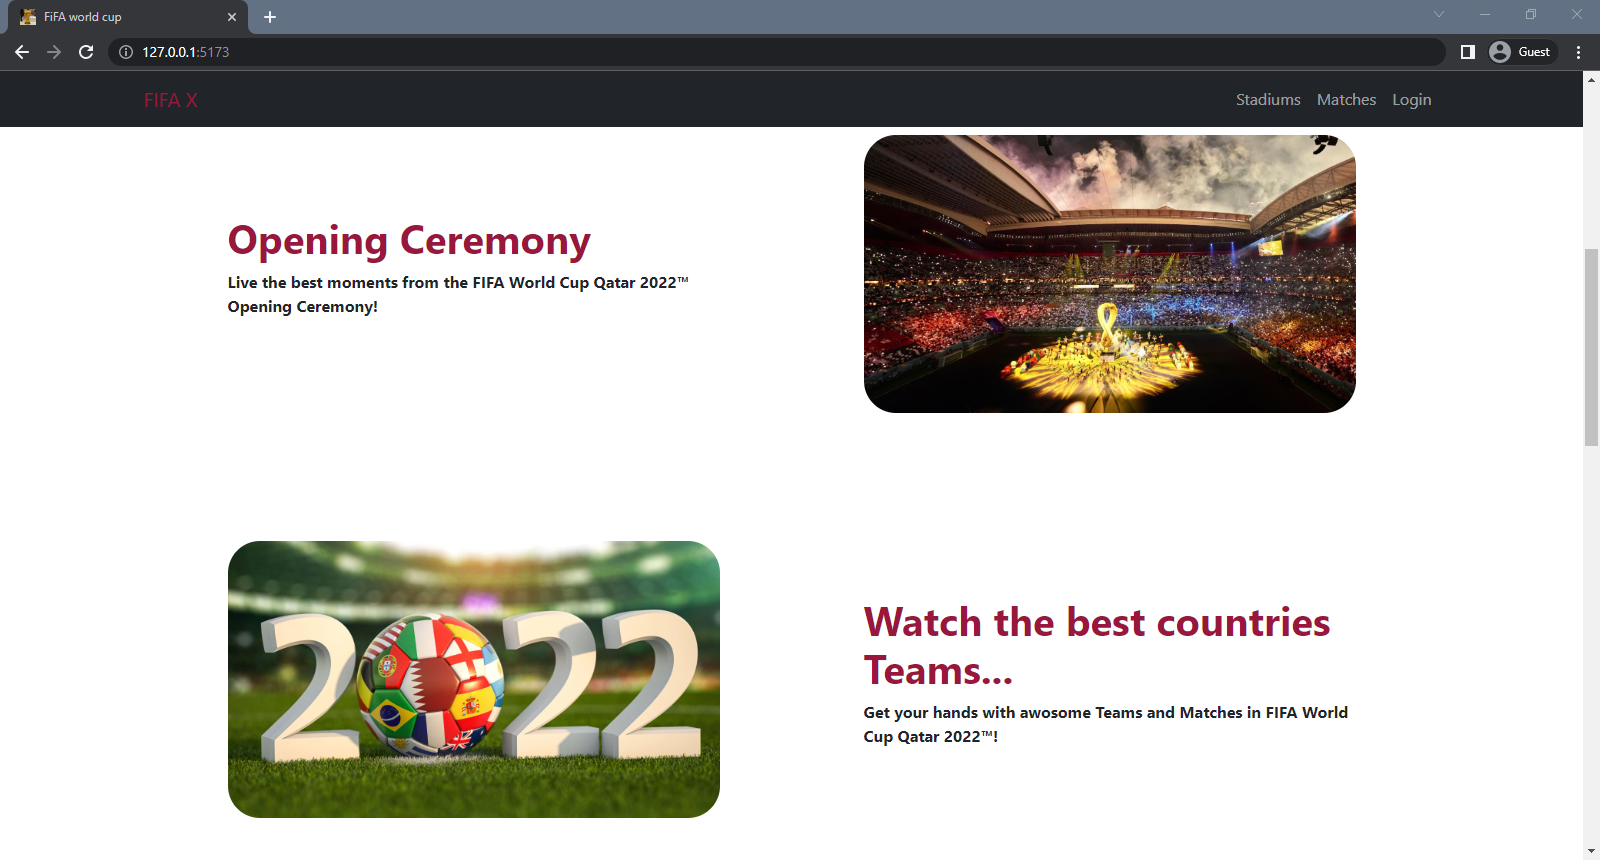 FiFA world cup
127.0.0.1:5173
Guest
FIFA X
Stadiums Matches Login
Opening Ceremony
Live the best moments from the FIFA World Cup Qatar 2022™
Opening Ceremony!
2022
Watch the best countries
Teams...
Get your hands with awosome Teams and Matches in FIFA World
Cup Qatar 2022™!